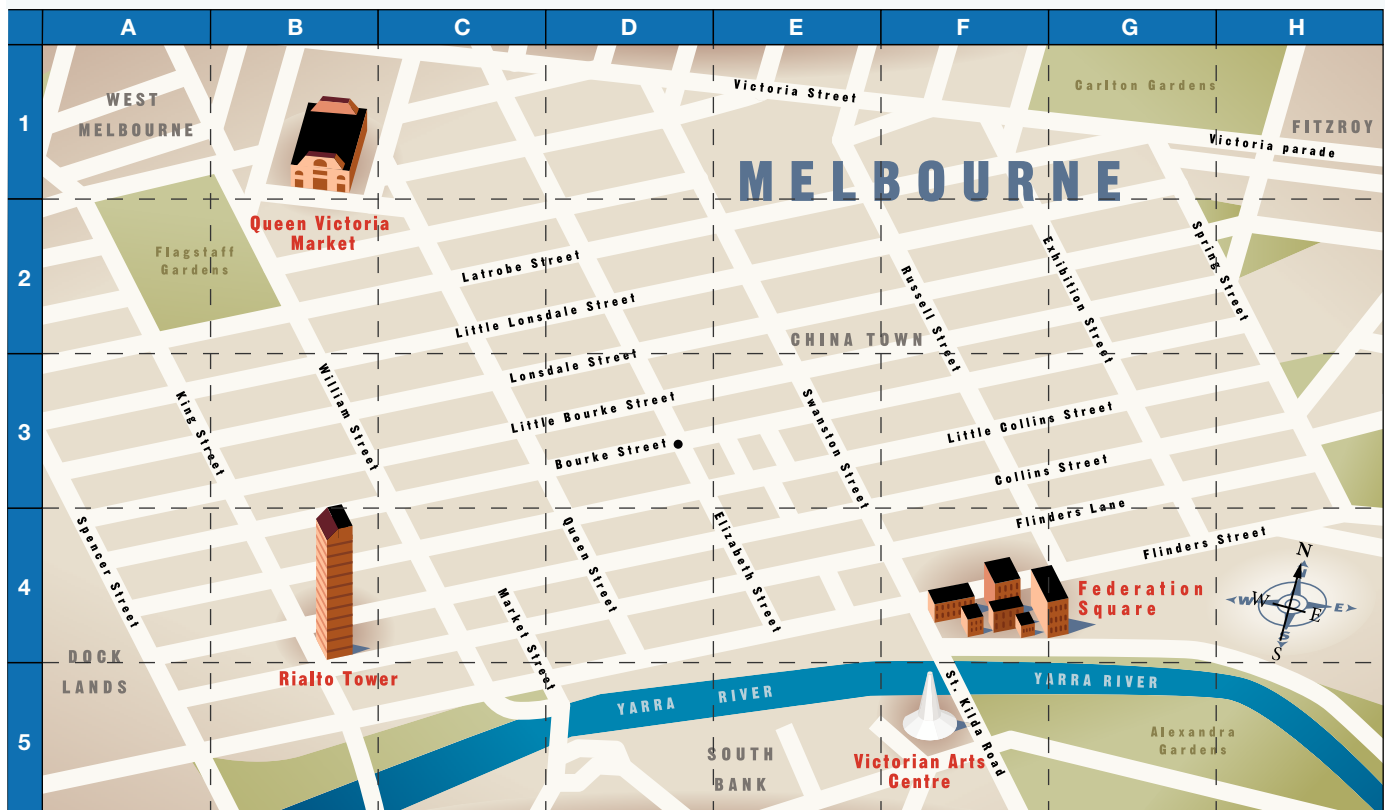 A B C D E F G H
1
2
3
4
5
WEST
MELBOURNE
Victoria Street
Carlton Gardens
FITZROY
Victoria parade
MELBOURNE
Queen Victoria
Market
Flagstaff
Gardens
Latrobe Street
Little Lonsdale Street
Lonsdale Street
Little Bourke Street
Bourke Street
CHINA TOWN
Russell Street
Exhibition Street
Spring Street
King Street
William Street
Swanston Street
Little Collins Street
Collins Street
Flinders Lane
Flinders Street
Spencer Street
Queen Street
Elizabeth Street
Market Street
Federation
Square
N
N
W
W
E
E
S
S
DOCK
LANDS
Rialto Tower
YARRA RIVER
YARRA RIVER
St. Kilda Road
SOUTH
BANK
Victorian Arts
Centre
Alexandra
Gardens